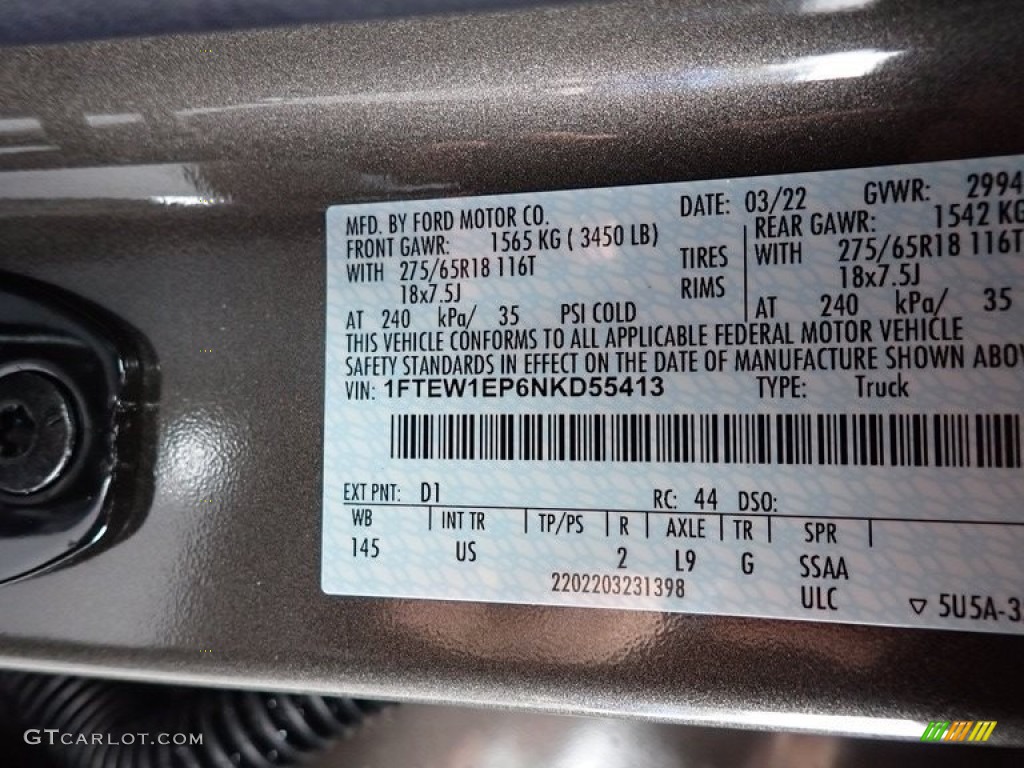 MFD. BY FORD MOTOR CO. DATE: 03/22 GVWR: 2994
FRONT GAWR: 1565 KG ( 3450 LB) REAR GAWR: 1542 KG
WITH 275/65R18 116T TIRES WITH 275/65R18 116T
18x7.5J RIMS 18x7.5J
AT 240 kPa/ 35 PSI COLD AT 240 kPa/ 35
THIS VEHICLE CONFORMS TO ALL APPLICABLE FEDERAL MOTOR VEHICLE
SAFETY STANDARDS IN EFFECT ON THE DATE OF MANUFACTURE SHOWN ABOV
VIN: 1FTEW1EP6NKD55413 TYPE: Truck
EXT PNT: D1 RC: 44 DSO:
WB INT TR TP/PS R AXLE TR SPR
145 US 2 L9 G SSAA
2202203231398 ULC ▽ 5U5A-3
GTCARLOT.COM